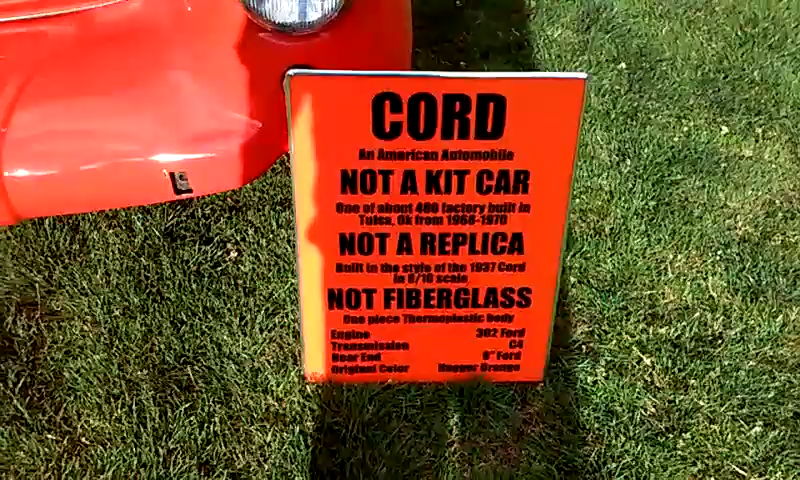 CORD
An American Automobile
NOT A KIT CAR
One of about 400 factory built in
Tulsa, Ok from 1968-1970
NOT A REPLICA
Built in the style of the 1937 Cord
in 8/10 scale
NOT FIBERGLASS
One piece Thermoplastic body
Engine 302 Ford
Transmission C4
Rear End Ford
Original Color Hugger Orange